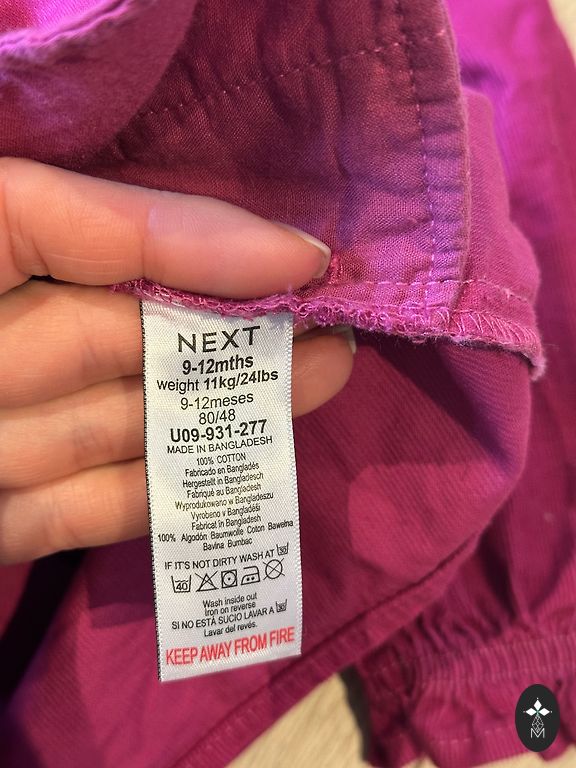 NEXT
9-12mths
weight 11kg/24lbs
9-12meses
80/48
U09-931-277
MADE IN BANGLADESH
100% COTTON
Fabricado en Bangladés
Hergestellt in Bangladesh
Fabriqué au Bangladesh
Wyprodukowano w Bangladeszu
Vyrobeno v Bangladéši
Fabricat în Bangladesh
100% Algodón Baumwolle Coton Bawełna
Bavlna Bumbac
IF IT'S NOT DIRTY WASH AT 30
40
Wash inside out
Iron on reverse
SI NO ESTÁ SUCIO LAVAR A 30
Lavar del revés.
KEEP AWAY FROM FIRE
M